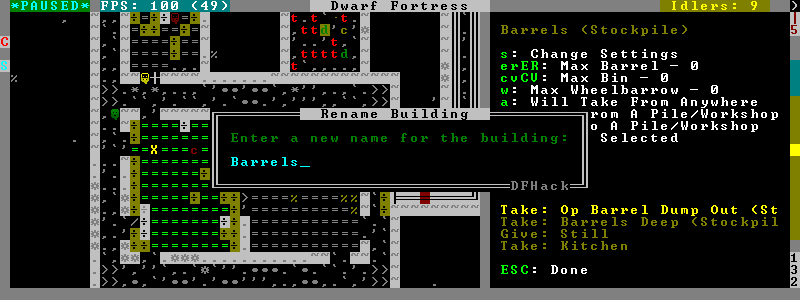 *PAUSED* FPS: 100 (49) Dwarf Fortress Idlers: 9
Barrels (Stockpile)
s: Change Settings
erER: Max Barrel - 0
cvCV: Max Bin - 0
w: Max Wheelbarrow - 0
a: Will Take From Anywhere
rom A Pile/Workshop
o A Pile/Workshop
Selected
Rename Building
Enter a new name for the building:
Barrels_
DFHack
Take: Op Barrel Dump Out (St
Take: Barrels Deep (Stockpil
Give: Still
Take: Kitchen
ESC: Done
15
132